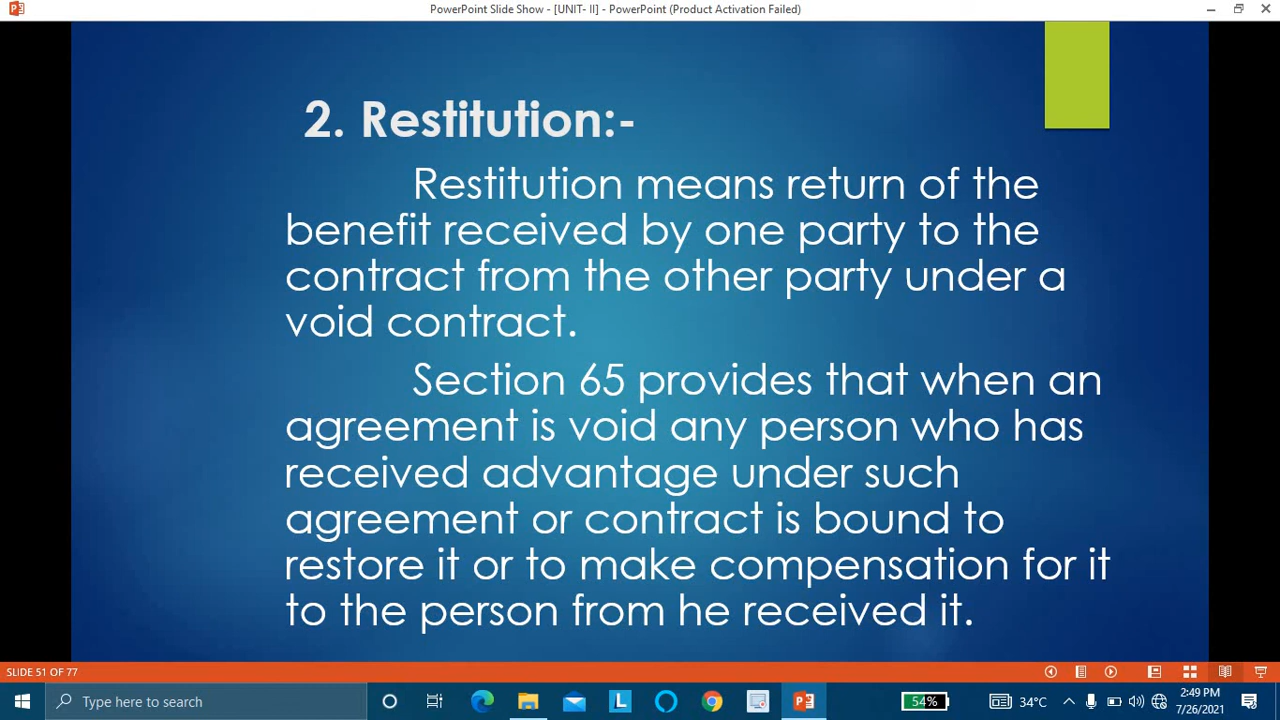 PowerPoint Slide Show - [UNIT- II] - PowerPoint (Product Activation Failed)
2. Restitution:-
Restitution means return of the
benefit received by one party to the
contract from the other party under a
void contract.
Section 65 provides that when an
agreement is void any person who has
received advantage under such
agreement or contract is bound to
restore it or to make compensation for it
to the person from he received it.
SLIDE 51 OF 77
Type here to search
L
54%
34°C
2:49 PM
7/26/2021